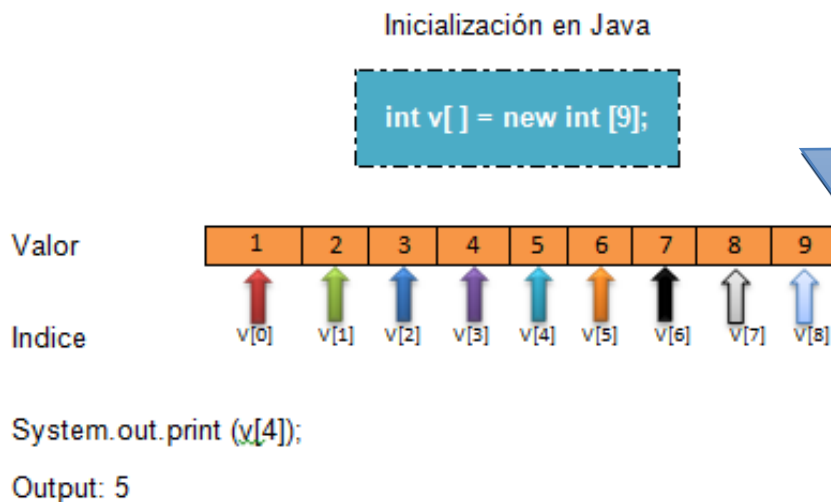 Inicialización en Java
int v[ ] = new int [9];
Valor 1 2 3 4 5 6 7 8 9
Indice V[0] V[1] V[2] V[3] V[4] V[5] V[6] V[7] V[8]
System.out.print (v[4]);
Output: 5